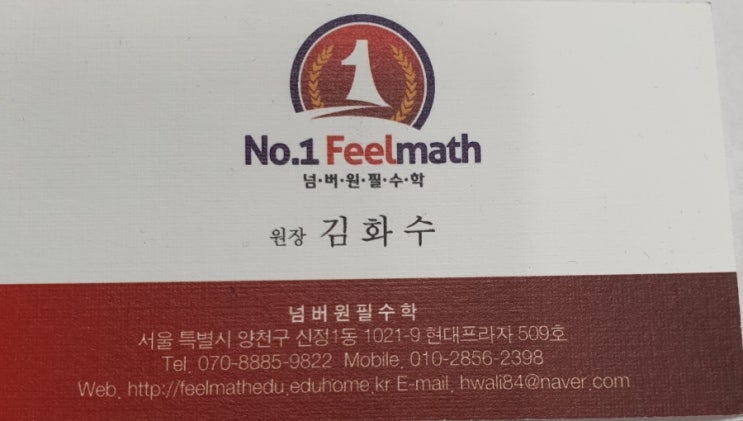 1
No.1 Feelmath
넘·버·원·필·수·학
원장 김화수
넘버원필수학
서울 특별시 양천구 신정1동 1021-9 현대프라자 509호
Tel. 070-8885-9822 Mobile. 010-2856-2398
Web. http://feelmathedu.eduhome.kr E-mail. hwali84@naver.com